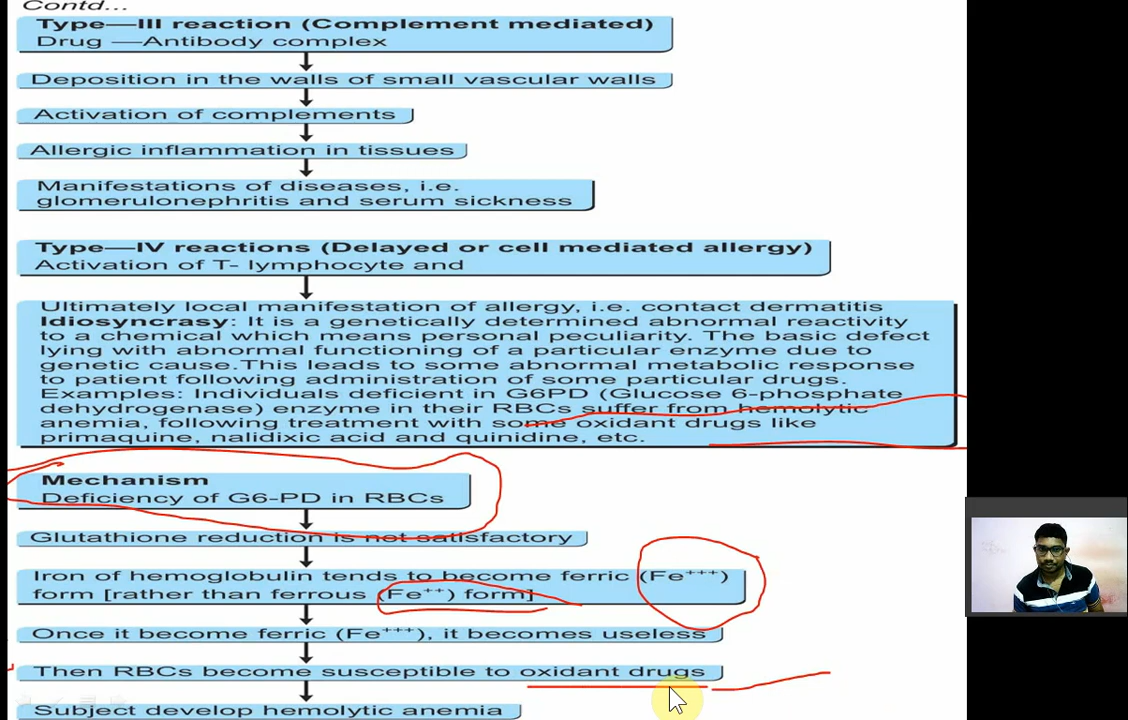 Contd...
Type—III reaction (Complement mediated)
Drug —Antibody complex
Deposition in the walls of small vascular walls
Activation of complements
Allergic inflammation in tissues
Manifestations of diseases, i.e.
glomerulonephritis and serum sickness
Type—IV reactions (Delayed or cell mediated allergy)
Activation of T- lymphocyte and
Ultimately local manifestation of allergy, i.e. contact dermatitis
Idiosyncrasy: It is a genetically determined abnormal reactivity
to a chemical which means personal peculiarity. The basic defect
lying with abnormal functioning of a particular enzyme due to
genetic cause.This leads to some abnormal metabolic response
to patient following administration of some particular drugs.
Examples: Individuals deficient in G6PD (Glucose 6-phosphate
dehydrogenase) enzyme in their RBCs suffer from hemolytic
anemia, following treatment with some oxidant drugs like
primaquine, nalidixic acid and quinidine, etc.
Mechanism
Deficiency of G6-PD in RBCs
Glutathione reduction is not satisfactory
Iron of hemoglobulin tends to become ferric (Fe⁺⁺⁺)
form [rather than ferrous (Fe⁺⁺) form]
Once it become ferric (Fe⁺⁺⁺), it becomes useless
Then RBCs become susceptible to oxidant drugs
Subject develop hemolytic anemia